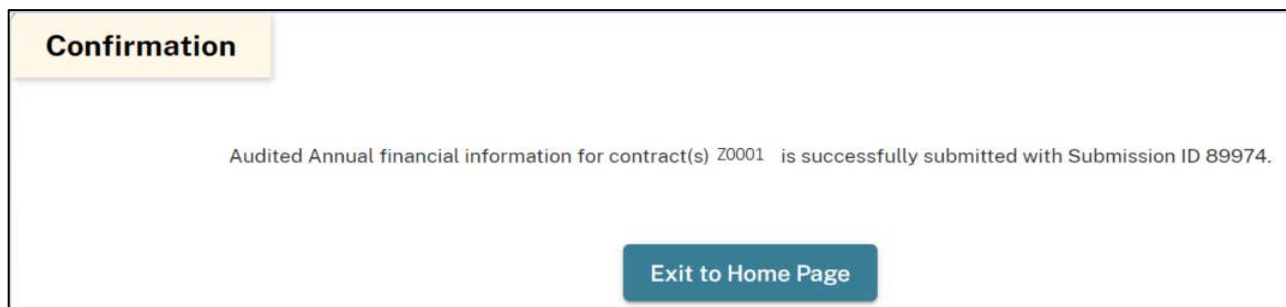 Confirmation
Audited Annual financial information for contract(s) Z0001 is successfully submitted with Submission ID 89974.
Exit to Home Page